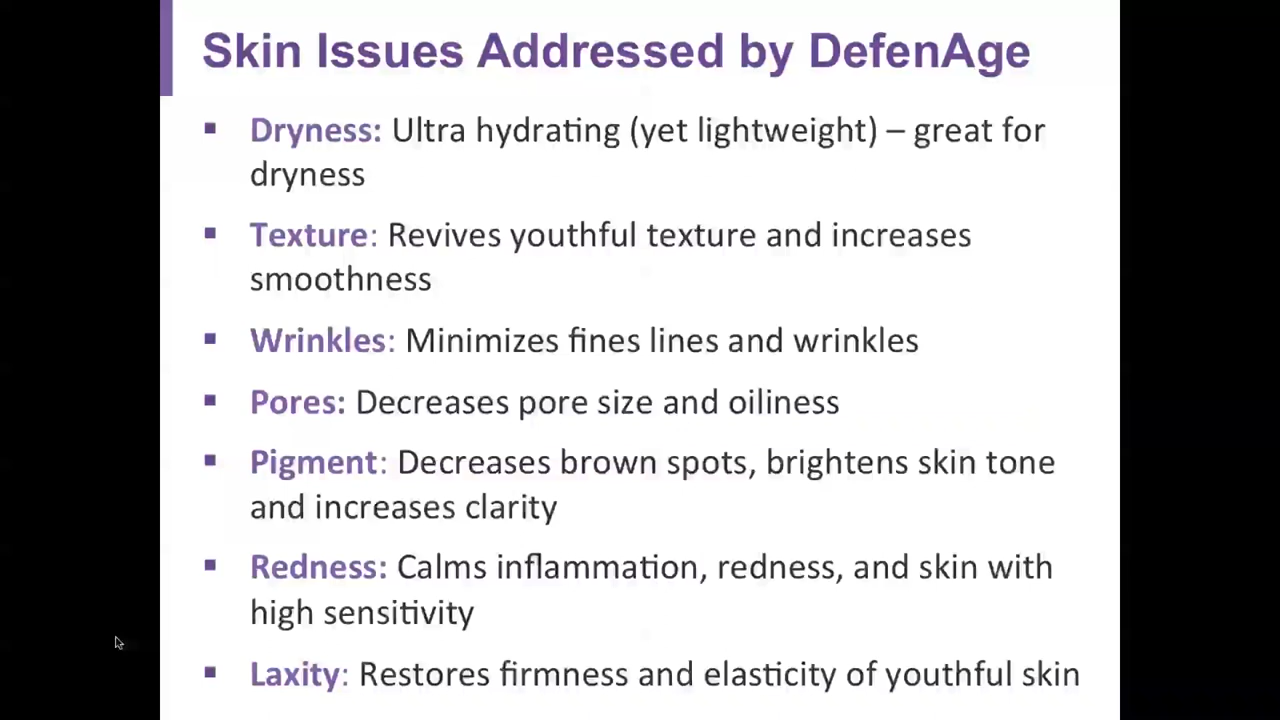 Skin Issues Addressed by DefenAge
▪ Dryness: Ultra hydrating (yet lightweight) – great for
dryness
▪ Texture: Revives youthful texture and increases
smoothness
▪ Wrinkles: Minimizes fines lines and wrinkles
▪ Pores: Decreases pore size and oiliness
▪ Pigment: Decreases brown spots, brightens skin tone
and increases clarity
▪ Redness: Calms inflammation, redness, and skin with
high sensitivity
▪ Laxity: Restores firmness and elasticity of youthful skin